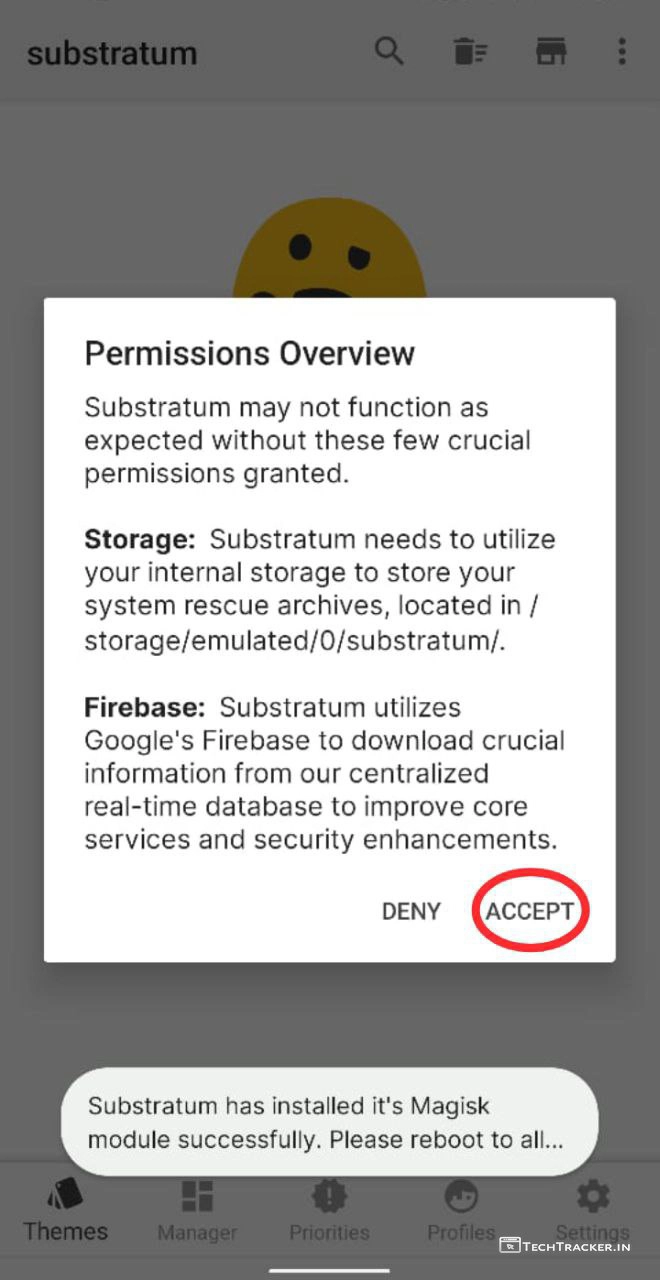 substratum
Permissions Overview
Substratum may not function as
expected without these few crucial
permissions granted.
Storage: Substratum needs to utilize
your internal storage to store your
system rescue archives, located in /
storage/emulated/0/substratum/.
Firebase: Substratum utilizes
Google's Firebase to download crucial
information from our centralized
real-time database to improve core
services and security enhancements.
DENY ACCEPT
Substratum has installed it's Magisk
module successfully. Please reboot to all...
Themes Manager Priorities Profiles Settings
TECHTRACKER.IN